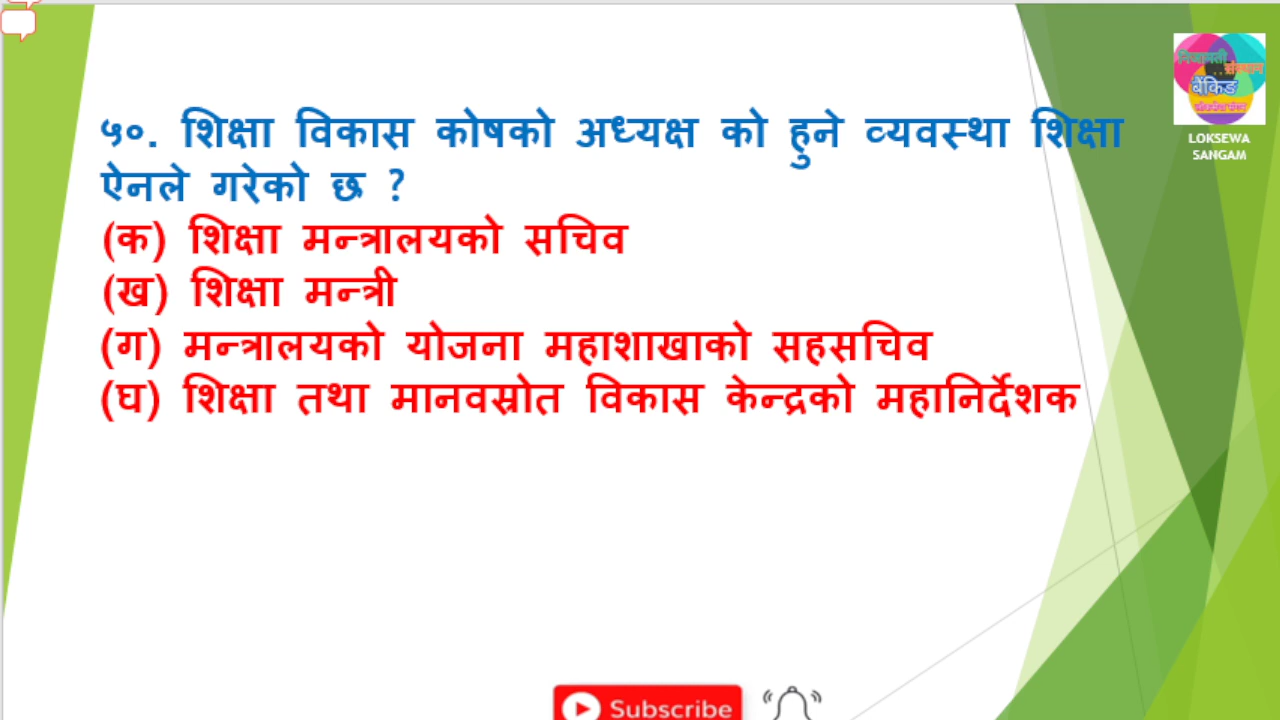 ५०. शिक्षा विकास कोषको अध्यक्ष को हुने व्यवस्था शिक्षा
ऐनले गरेको छ ?
(क) शिक्षा मन्त्रालयको सचिव
(ख) शिक्षा मन्त्री
(ग) मन्त्रालयको योजना महाशाखाको सहसचिव
(घ) शिक्षा तथा मानवस्रोत विकास केन्द्रको महानिर्देशक
बैंकिङ
LOKSEWA
SANGAM
Subscribe